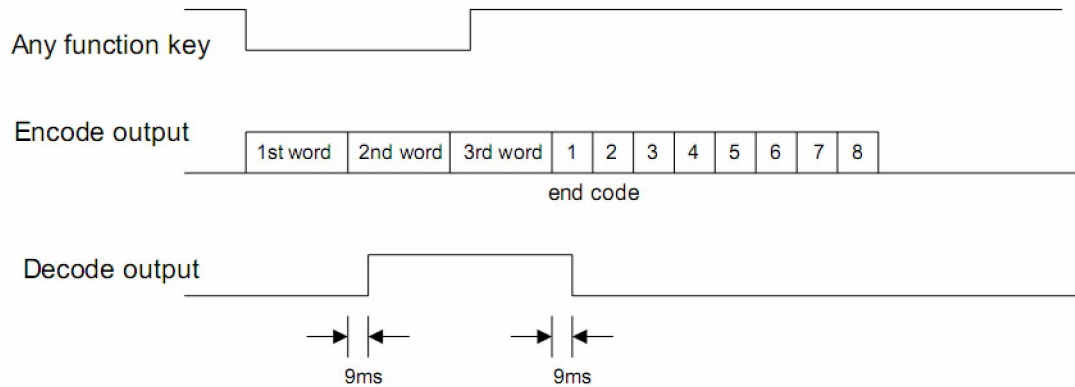 Any function key
Encode output
1st word 2nd word 3rd word 1 2 3 4 5 6 7 8
end code
Decode output
9ms 9ms